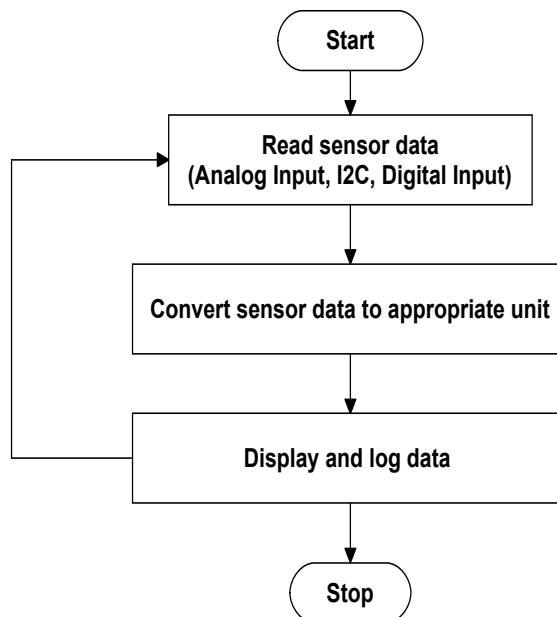 Start
Read sensor data
(Analog Input, I2C, Digital Input)
Convert sensor data to appropriate unit
Display and log data
Stop